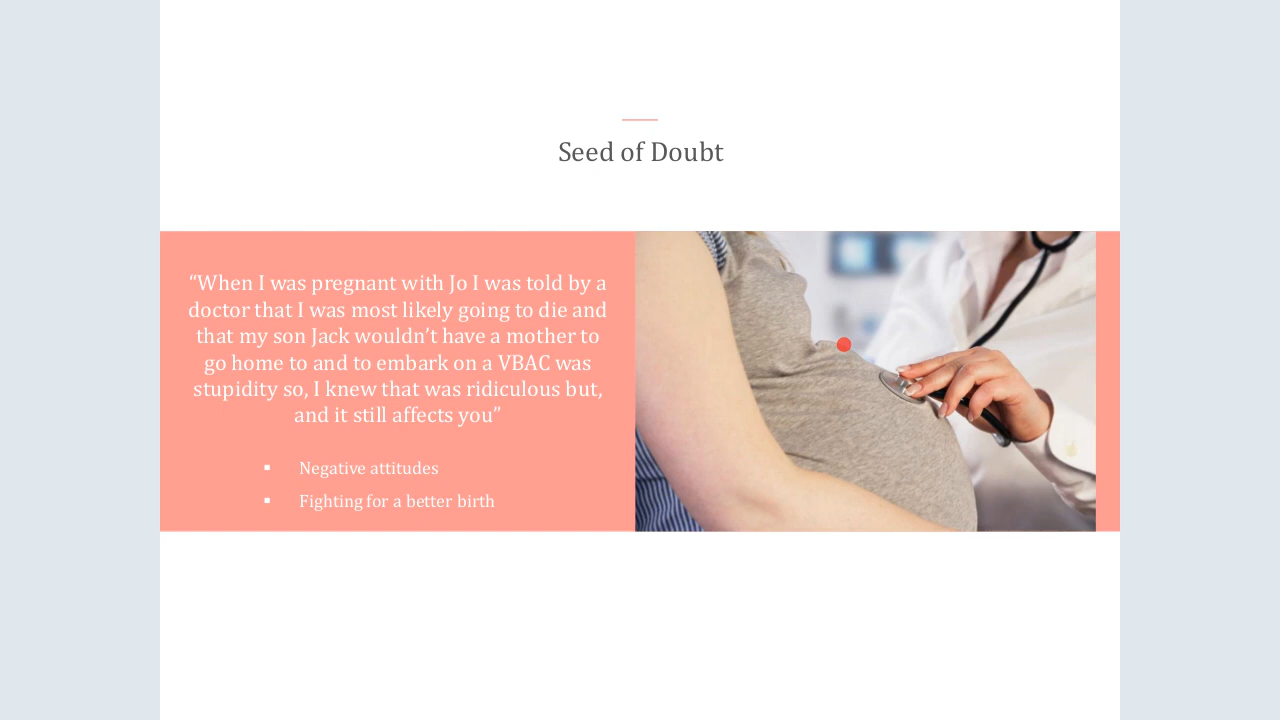 Seed of Doubt
“When I was pregnant with Jo I was told by a
doctor that I was most likely going to die and
that my son Jack wouldn’t have a mother to
go home to and to embark on a VBAC was
stupidity so, I knew that was ridiculous but,
and it still affects you”
▪ Negative attitudes
▪ Fighting for a better birth